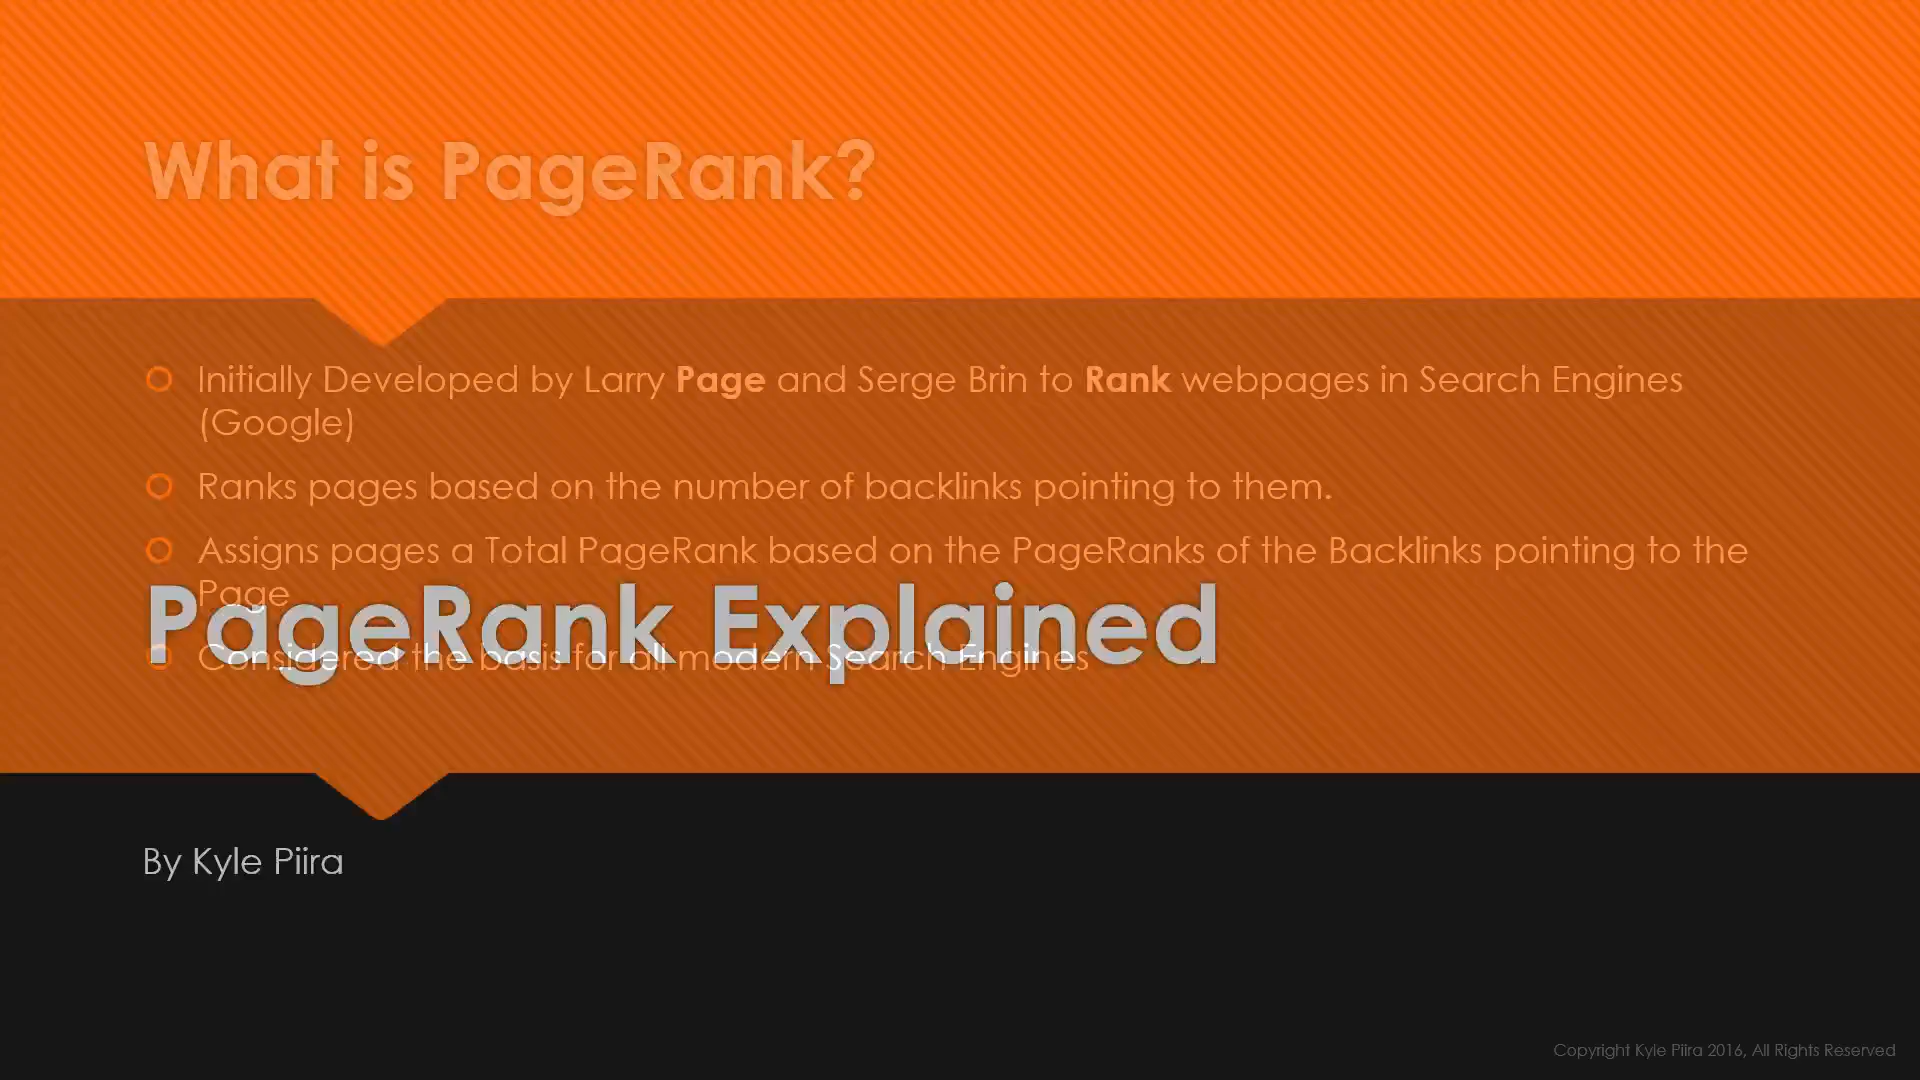 What is PageRank?
Initially Developed by Larry Page and Serge Brin to Rank webpages in Search Engines
(Google)
Ranks pages based on the number of backlinks pointing to them.
Assigns pages a Total PageRank based on the PageRanks of the Backlinks pointing to the
Page
PageRank Explained
Considered the basis for all modern Search Engines
By Kyle Piira
Copyright Kyle Piira 2016, All Rights Reserved